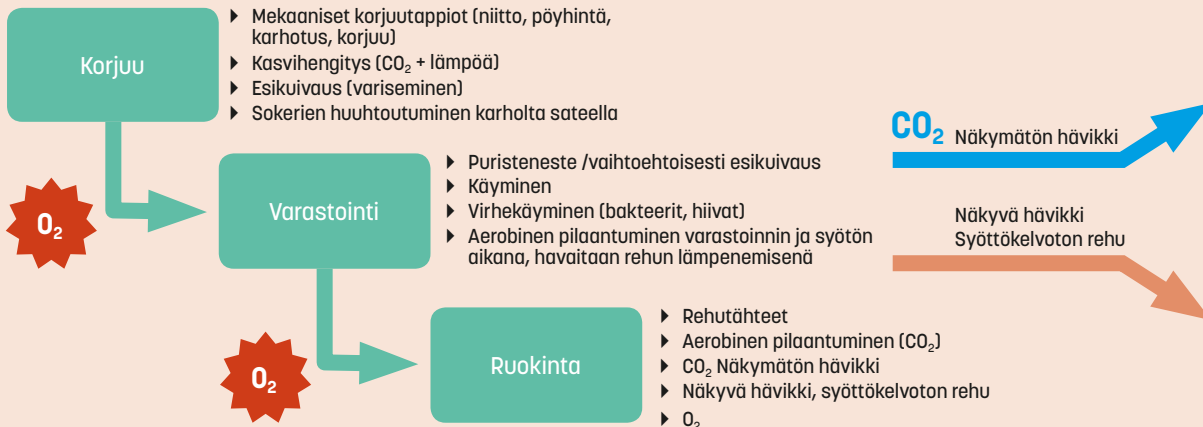 Korjuu
▸ Mekaaniset korjuutappiot (niitto, pöyhintä,
karhotus, korjuu)
▸ Kasvihengitys (CO₂ + lämpöä)
▸ Esikuivaus (variseminen)
▸ Sokerien huuhtoutuminen karholta sateella
O₂
Varastointi
▸ Puristeneste /vaihtoehtoisesti esikuivaus
▸ Käyminen
▸ Virhekäyminen (bakteerit, hiivat)
▸ Aerobinen pilaantuminen varastoinnin ja syötön
aikana, havaitaan rehun lämpenemisenä
O₂
Ruokinta
▸ Rehutähteet
▸ Aerobinen pilaantuminen (CO₂)
▸ CO₂ Näkymätön hävikki
▸ Näkyvä hävikki, syöttökelvoton rehu
▸ O₂
CO₂ Näkymätön hävikki
Näkyvä hävikki
Syöttökelvoton rehu